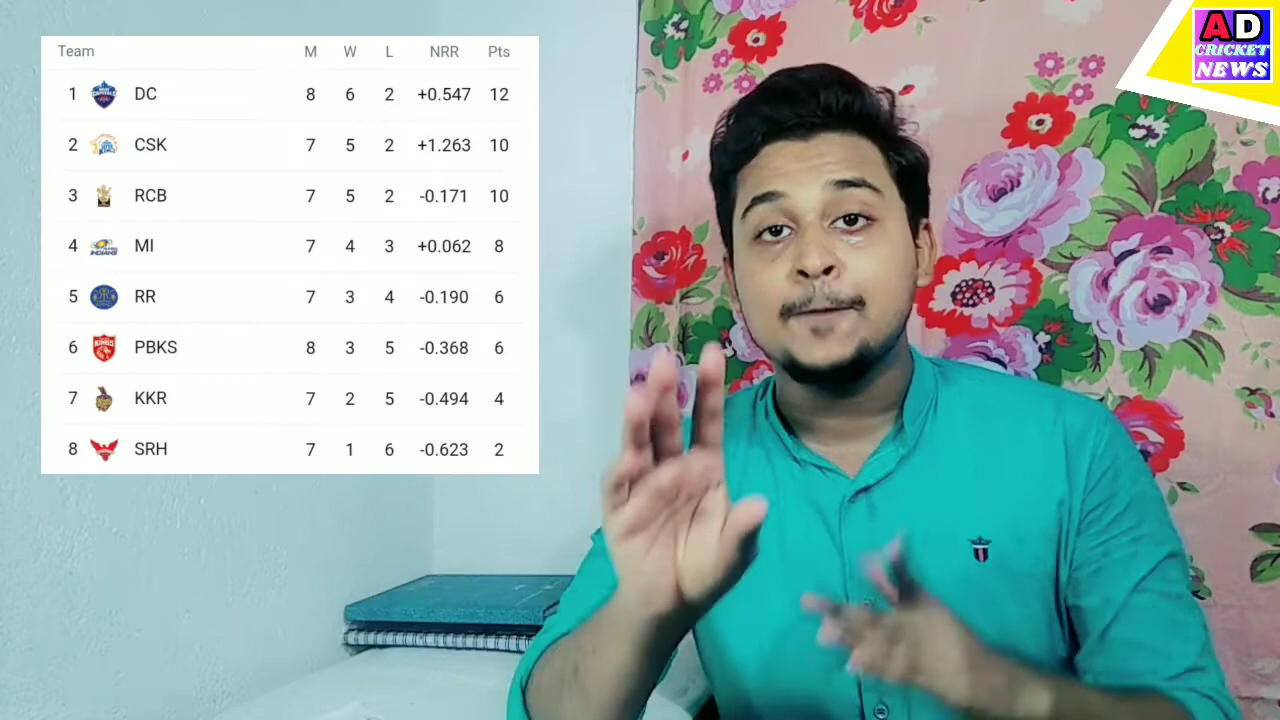 Team M W L NRR Pts
1 DC 8 6 2 +0.547 12
2 CSK 7 5 2 +1.263 10
3 RCB 7 5 2 -0.171 10
4 MI 7 4 3 +0.062 8
5 RR 7 3 4 -0.190 6
6 PBKS 8 3 5 -0.368 6
7 KKR 7 2 5 -0.494 4
8 SRH 7 1 6 -0.623 2
AD
CRICKET
NEWS